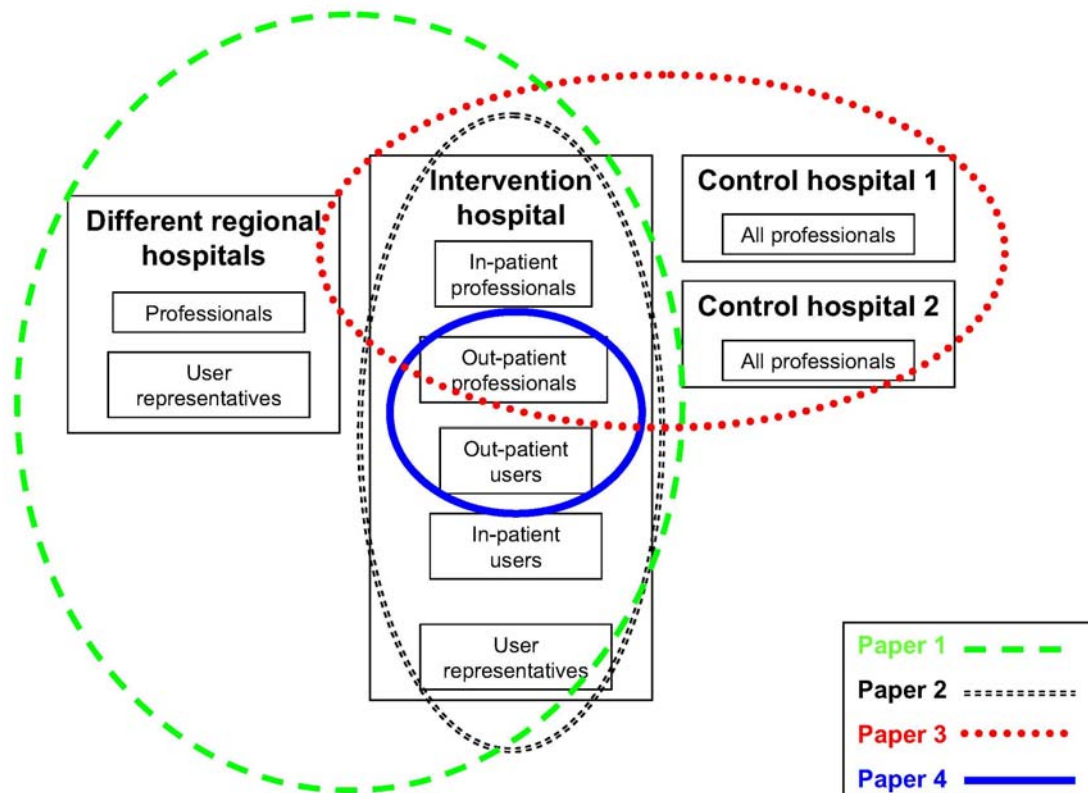 Different regional
hospitals
Professionals
User
representatives
Intervention
hospital
In-patient
professionals
Out-patient
professionals
Out-patient
users
In-patient
users
User
representatives
Control hospital 1
All professionals
Control hospital 2
All professionals
Paper 1
Paper 2
Paper 3
Paper 4